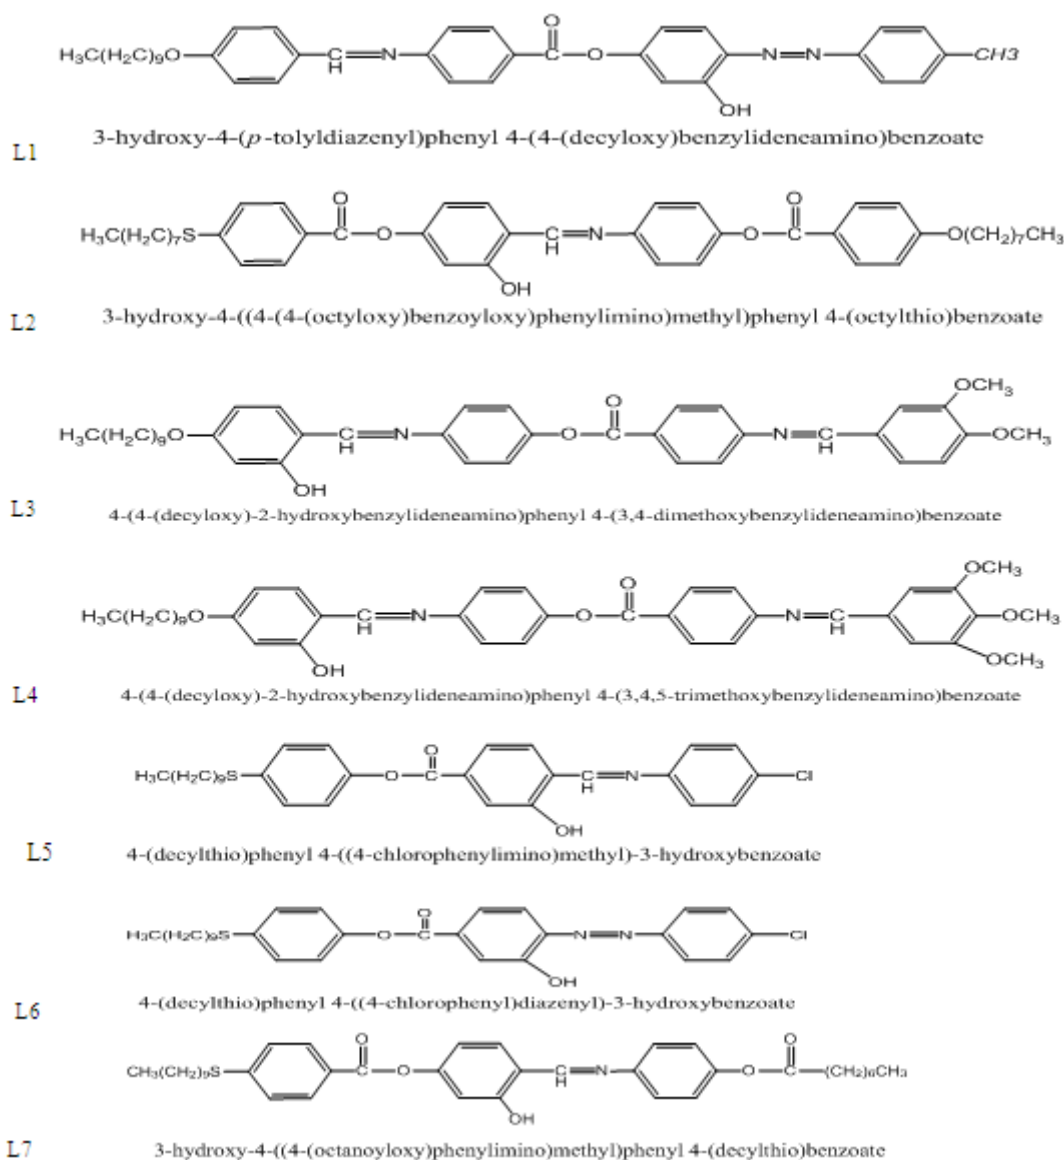 H₃C(H₂C)₉O C H N O C O OH N N CH3
L1 3-hydroxy-4-(p-tolyldiazenyl)phenyl 4-(4-(decyloxy)benzylideneamino)benzoate
H₃C(H₂C)₇S O C O OH C H N O O C O(CH₂)₇CH₃
L2 3-hydroxy-4-((4-(4-(octyloxy)benzoyloxy)phenylimino)methyl)phenyl 4-(octylthio)benzoate
H₃C(H₂C)₉O OH C H N O O C N C H OCH₃ OCH₃
L3 4-(4-(decyloxy)-2-hydroxybenzylideneamino)phenyl 4-(3,4-dimethoxybenzylideneamino)benzoate
H₃C(H₂C)₉O OH C H N O O C N C H OCH₃ OCH₃ OCH₃
L4 4-(4-(decyloxy)-2-hydroxybenzylideneamino)phenyl 4-(3,4,5-trimethoxybenzylideneamino)benzoate
H₃C(H₂C)₉S O O C OH C H N Cl
L5 4-(decylthio)phenyl 4-((4-chlorophenylimino)methyl)-3-hydroxybenzoate
H₃C(H₂C)₉S O O C OH N N Cl
L6 4-(decylthio)phenyl 4-((4-chlorophenyl)diazenyl)-3-hydroxybenzoate
CH₃(CH₂)₉S O C O OH C H N O O C (CH₂)₆CH₃
L7 3-hydroxy-4-((4-(octanoyloxy)phenylimino)methyl)phenyl 4-(decylthio)benzoate